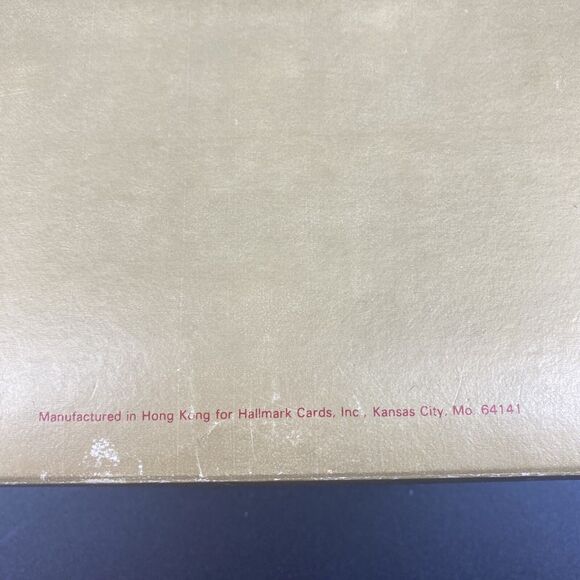 Manufactured in Hong Kong for Hallmark Cards, Inc., Kansas City, Mo. 64141